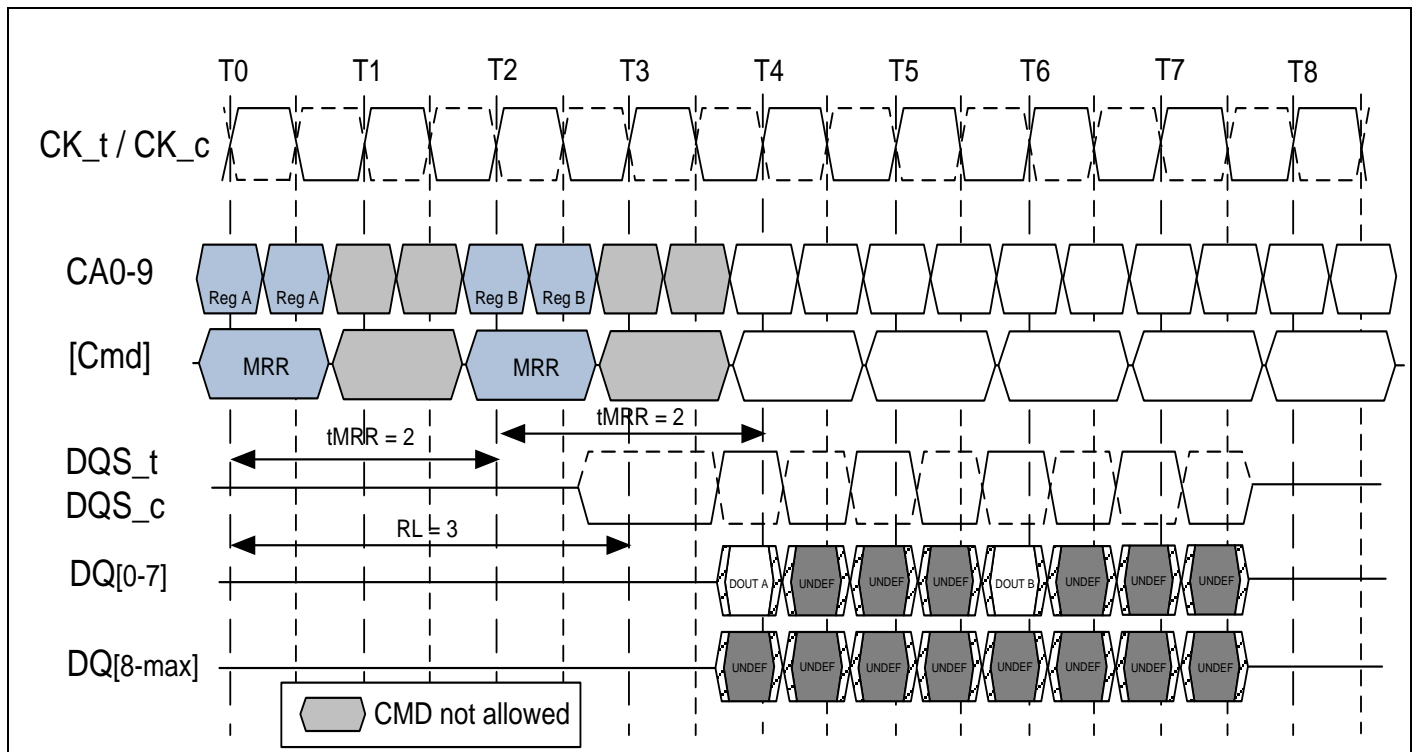 T0 T1 T2 T3 T4 T5 T6 T7 T8
CK_t / CK_c
CA0-9
Reg A Reg A Reg B Reg B
[Cmd]
MRR MRR
tMRR = 2 tMRR = 2
DQS_t
DQS_c
RL = 3
DQ[0-7]
DOUT A UNDEF UNDEF UNDEF DOUT B UNDEF UNDEF UNDEF
DQ[8-max]
UNDEF UNDEF UNDEF UNDEF UNDEF UNDEF UNDEF UNDEF
CMD not allowed